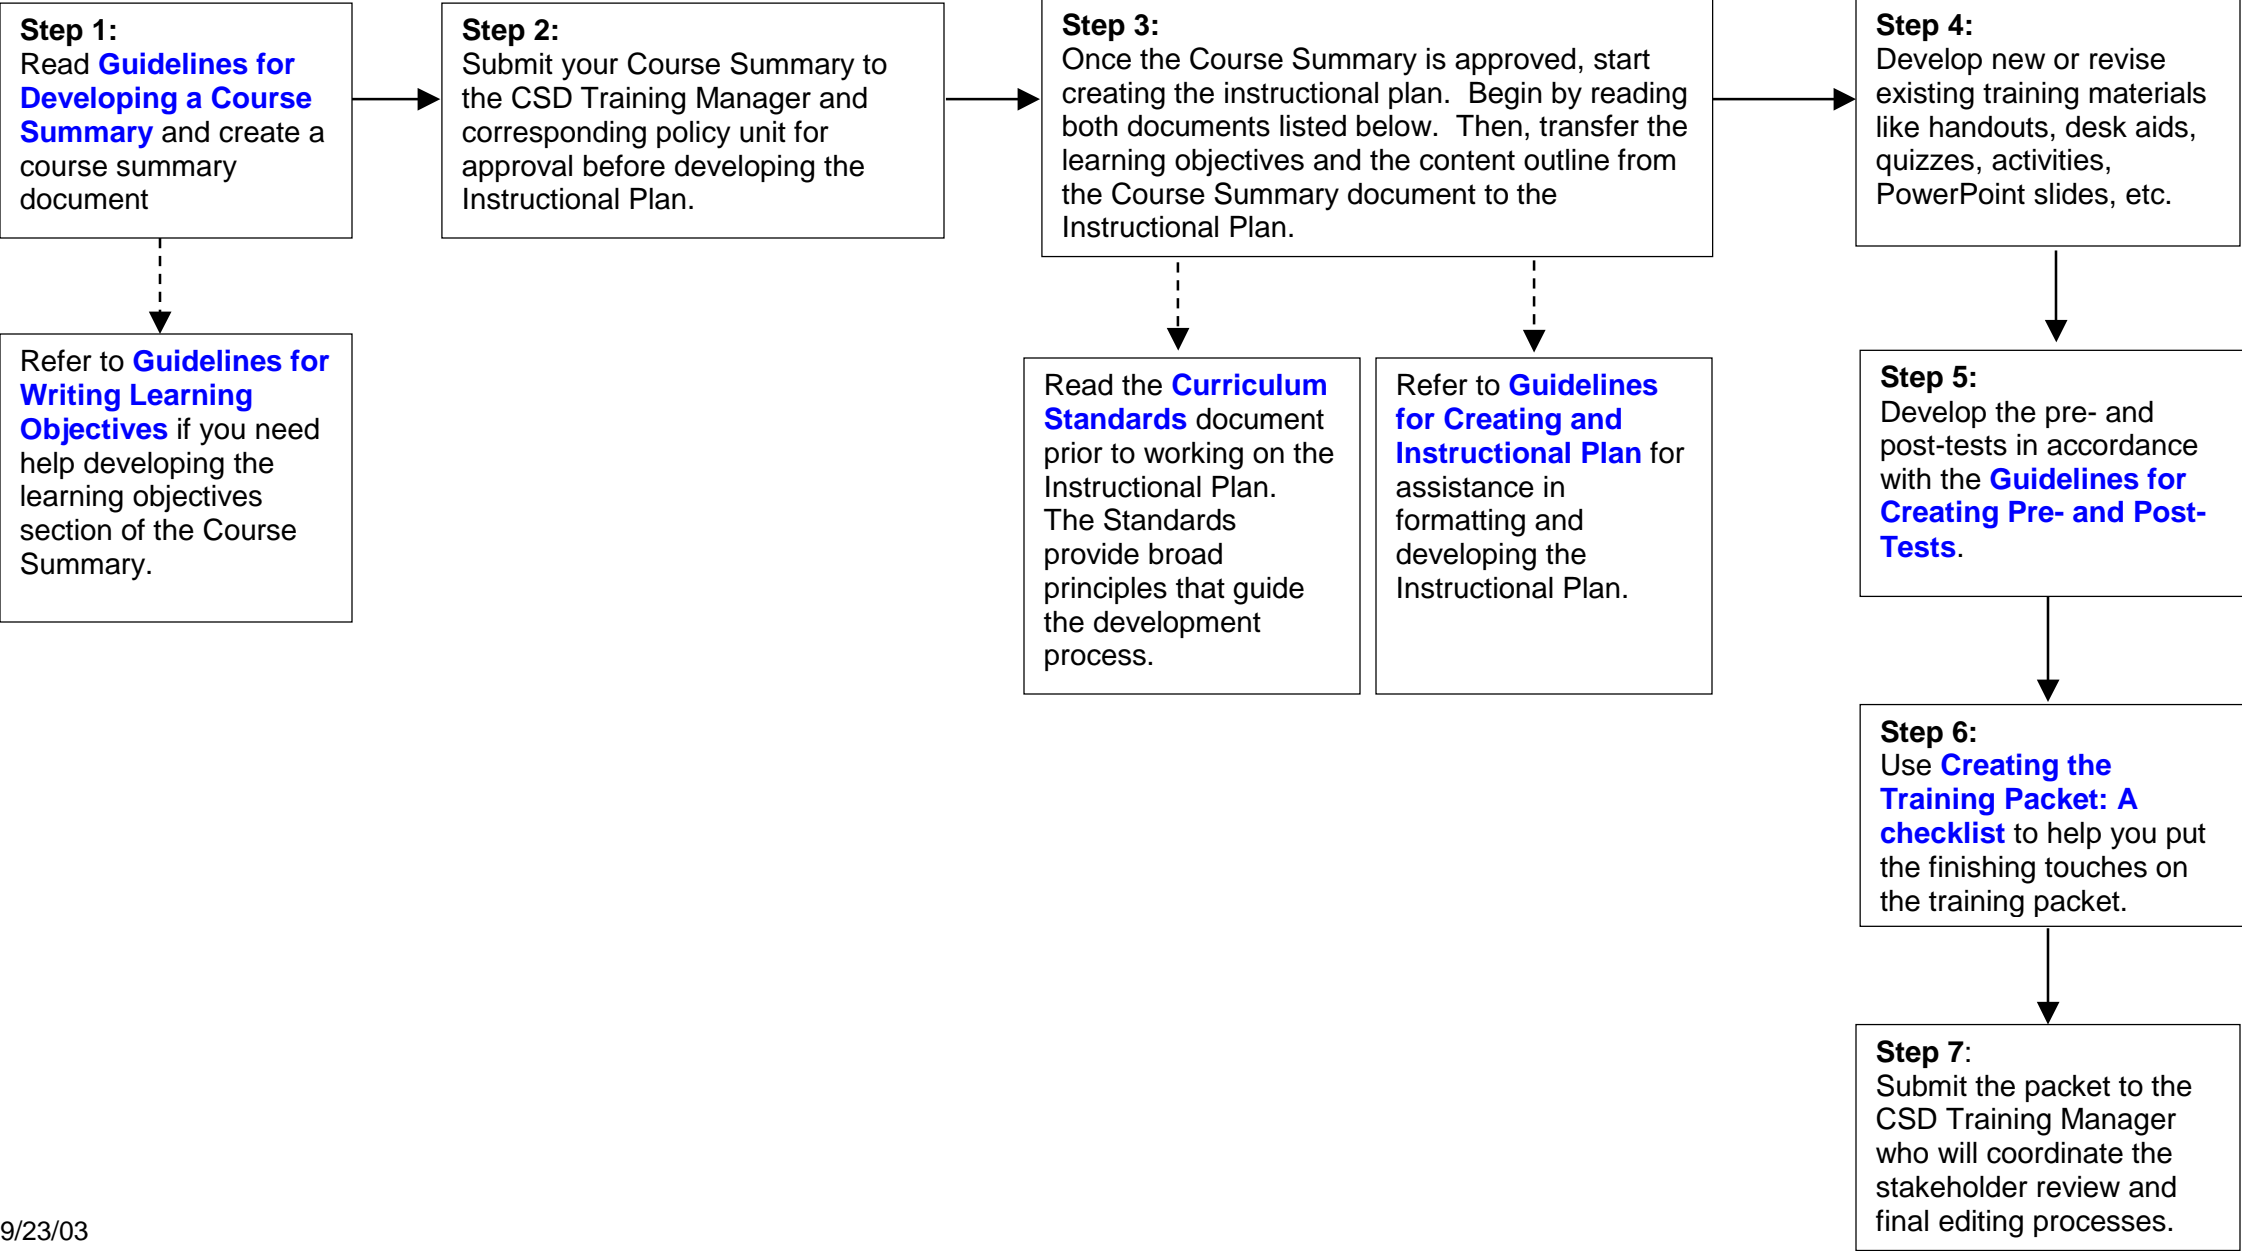 Step 1:
Read Guidelines for
Developing a Course
Summary and create a
course summary
document
Step 2:
Submit your Course Summary to
the CSD Training Manager and
corresponding policy unit for
approval before developing the
Instructional Plan.
Step 3:
Once the Course Summary is approved, start
creating the instructional plan.  Begin by reading
both documents listed below.  Then, transfer the
learning objectives and the content outline from
the Course Summary document to the
Instructional Plan.
Step 4:
Develop new or revise
existing training materials
like handouts, desk aids,
quizzes, activities,
PowerPoint slides, etc.
Refer to Guidelines for
Writing Learning
Objectives if you need
help developing the
learning objectives
section of the Course
Summary.
Read the Curriculum
Standards document
prior to working on the
Instructional Plan.
The Standards
provide broad
principles that guide
the development
process.
Refer to Guidelines
for Creating and
Instructional Plan for
assistance in
formatting and
developing the
Instructional Plan.
Step 5:
Develop the pre- and
post-tests in accordance
with the Guidelines for
Creating Pre- and Post-
Tests.
Step 6:
Use Creating the
Training Packet: A
checklist to help you put
the finishing touches on
the training packet.
Step 7:
Submit the packet to the
CSD Training Manager
who will coordinate the
stakeholder review and
final editing processes.
9/23/03